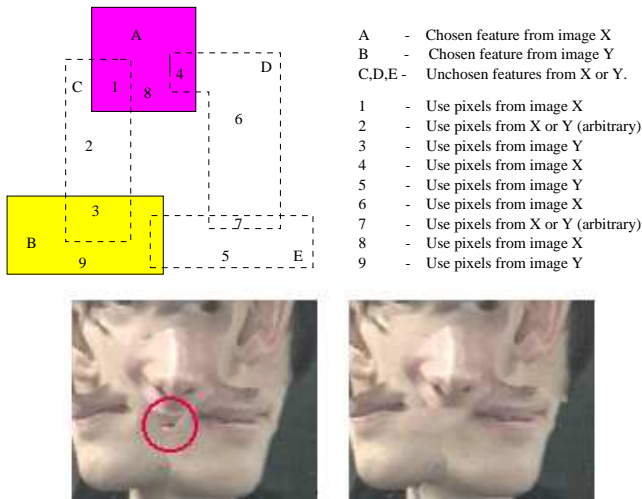 A
C
1
4
D
8
6
2
3
B
7
9
5
E
A - Chosen feature from image X
B - Chosen feature from image Y
C,D,E - Unchosen features from X or Y.
1 - Use pixels from image X
2 - Use pixels from X or Y (arbitrary)
3 - Use pixels from image Y
4 - Use pixels from image X
5 - Use pixels from image Y
6 - Use pixels from image X
7 - Use pixels from X or Y (arbitrary)
8 - Use pixels from image X
9 - Use pixels from image Y